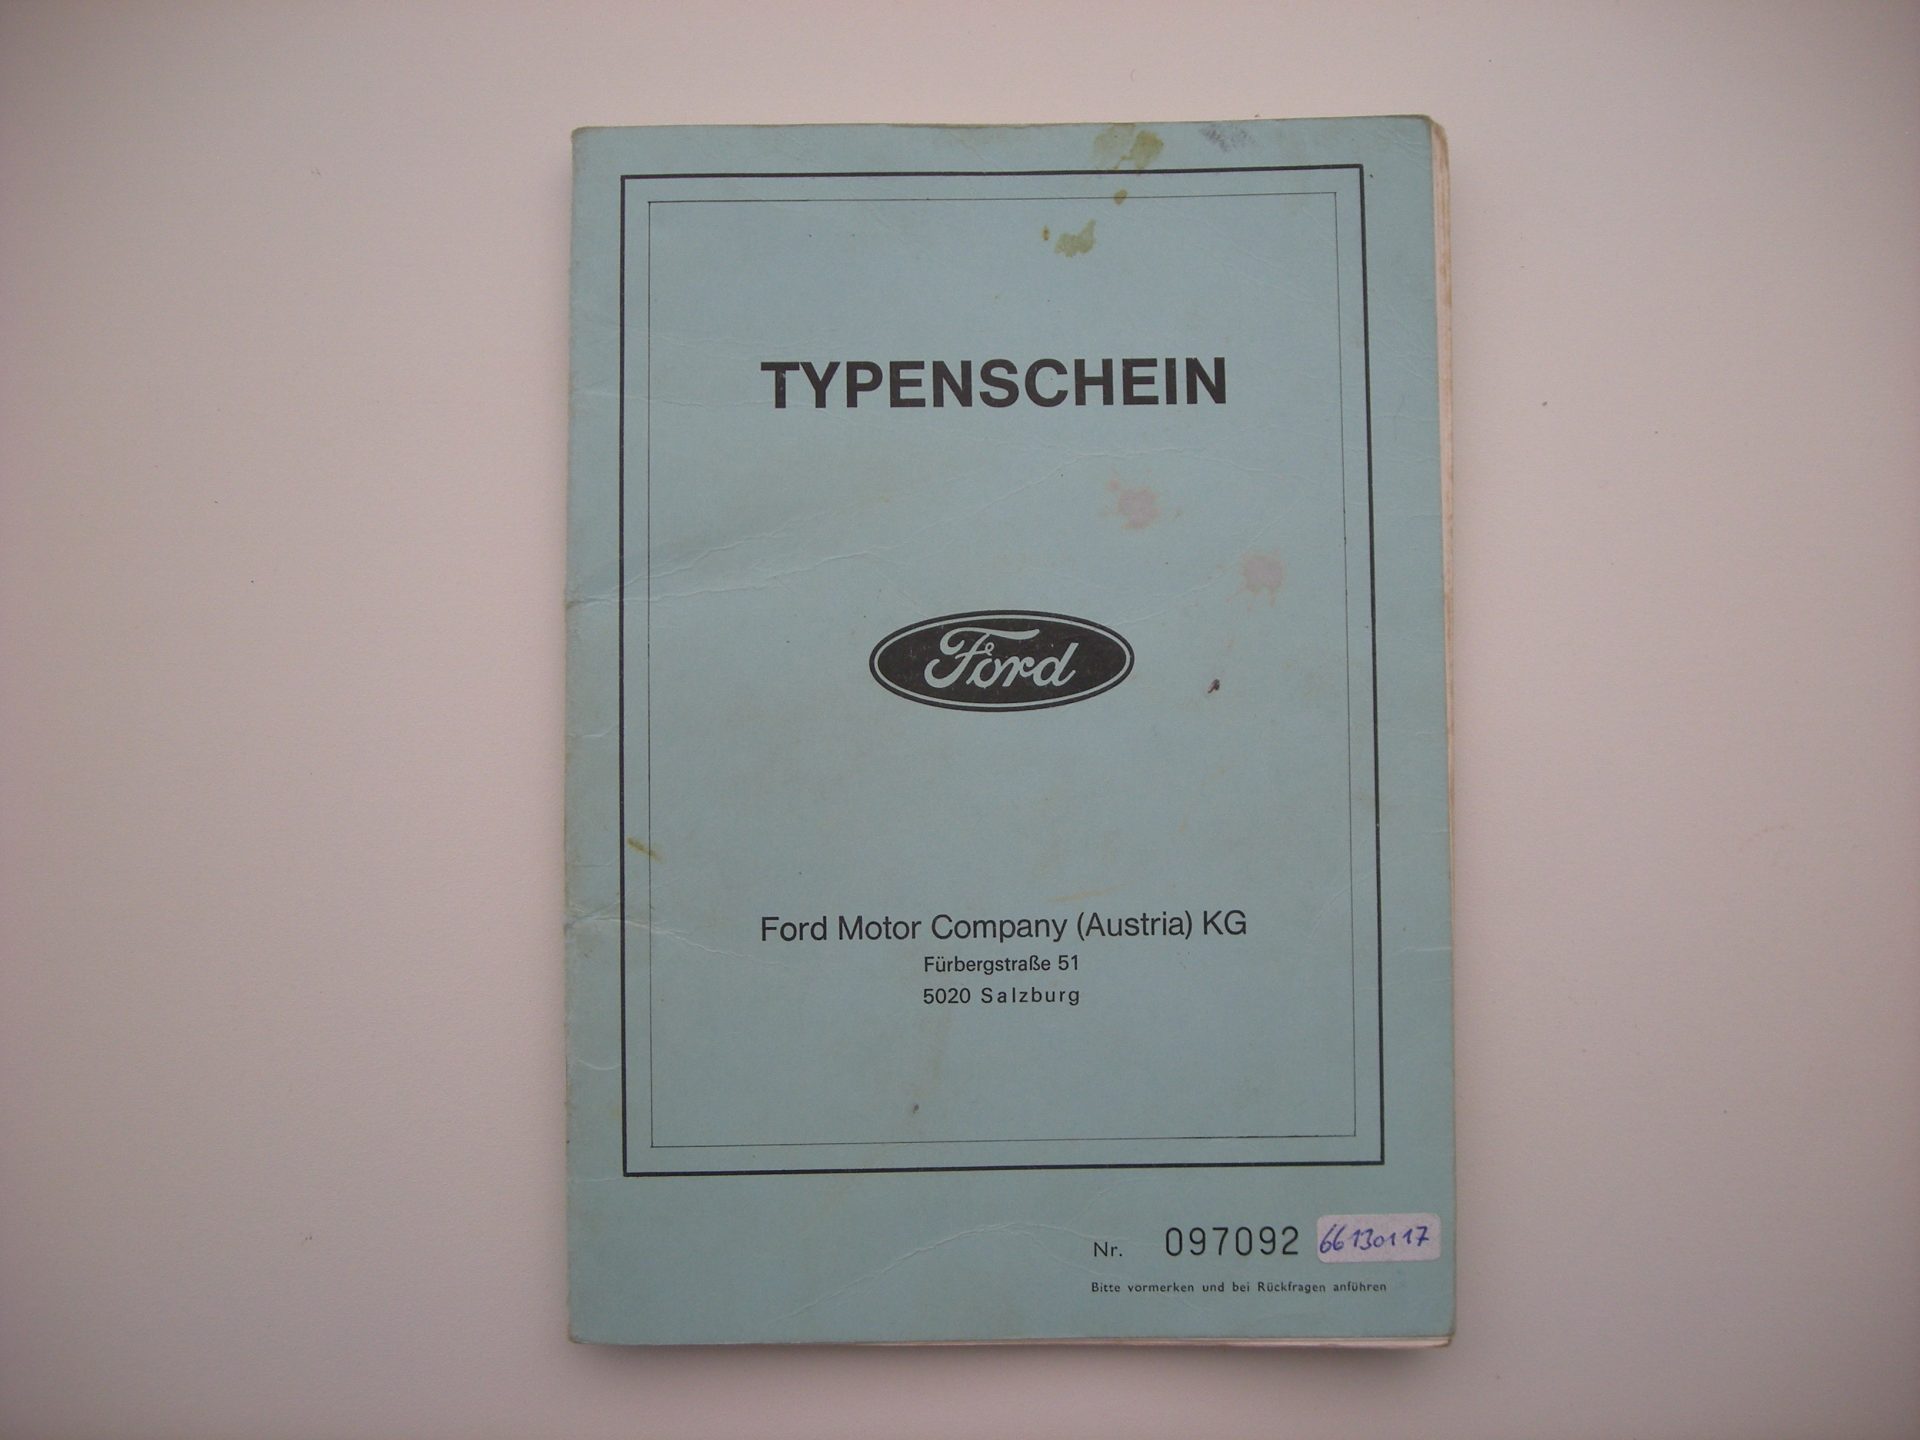 TYPENSCHEIN
Ford
Ford Motor Company (Austria) KG
Fürbergstraße 51
5020 Salzburg
Nr. 097092 66130117
Bitte vormerken und bei Rückfragen anführen